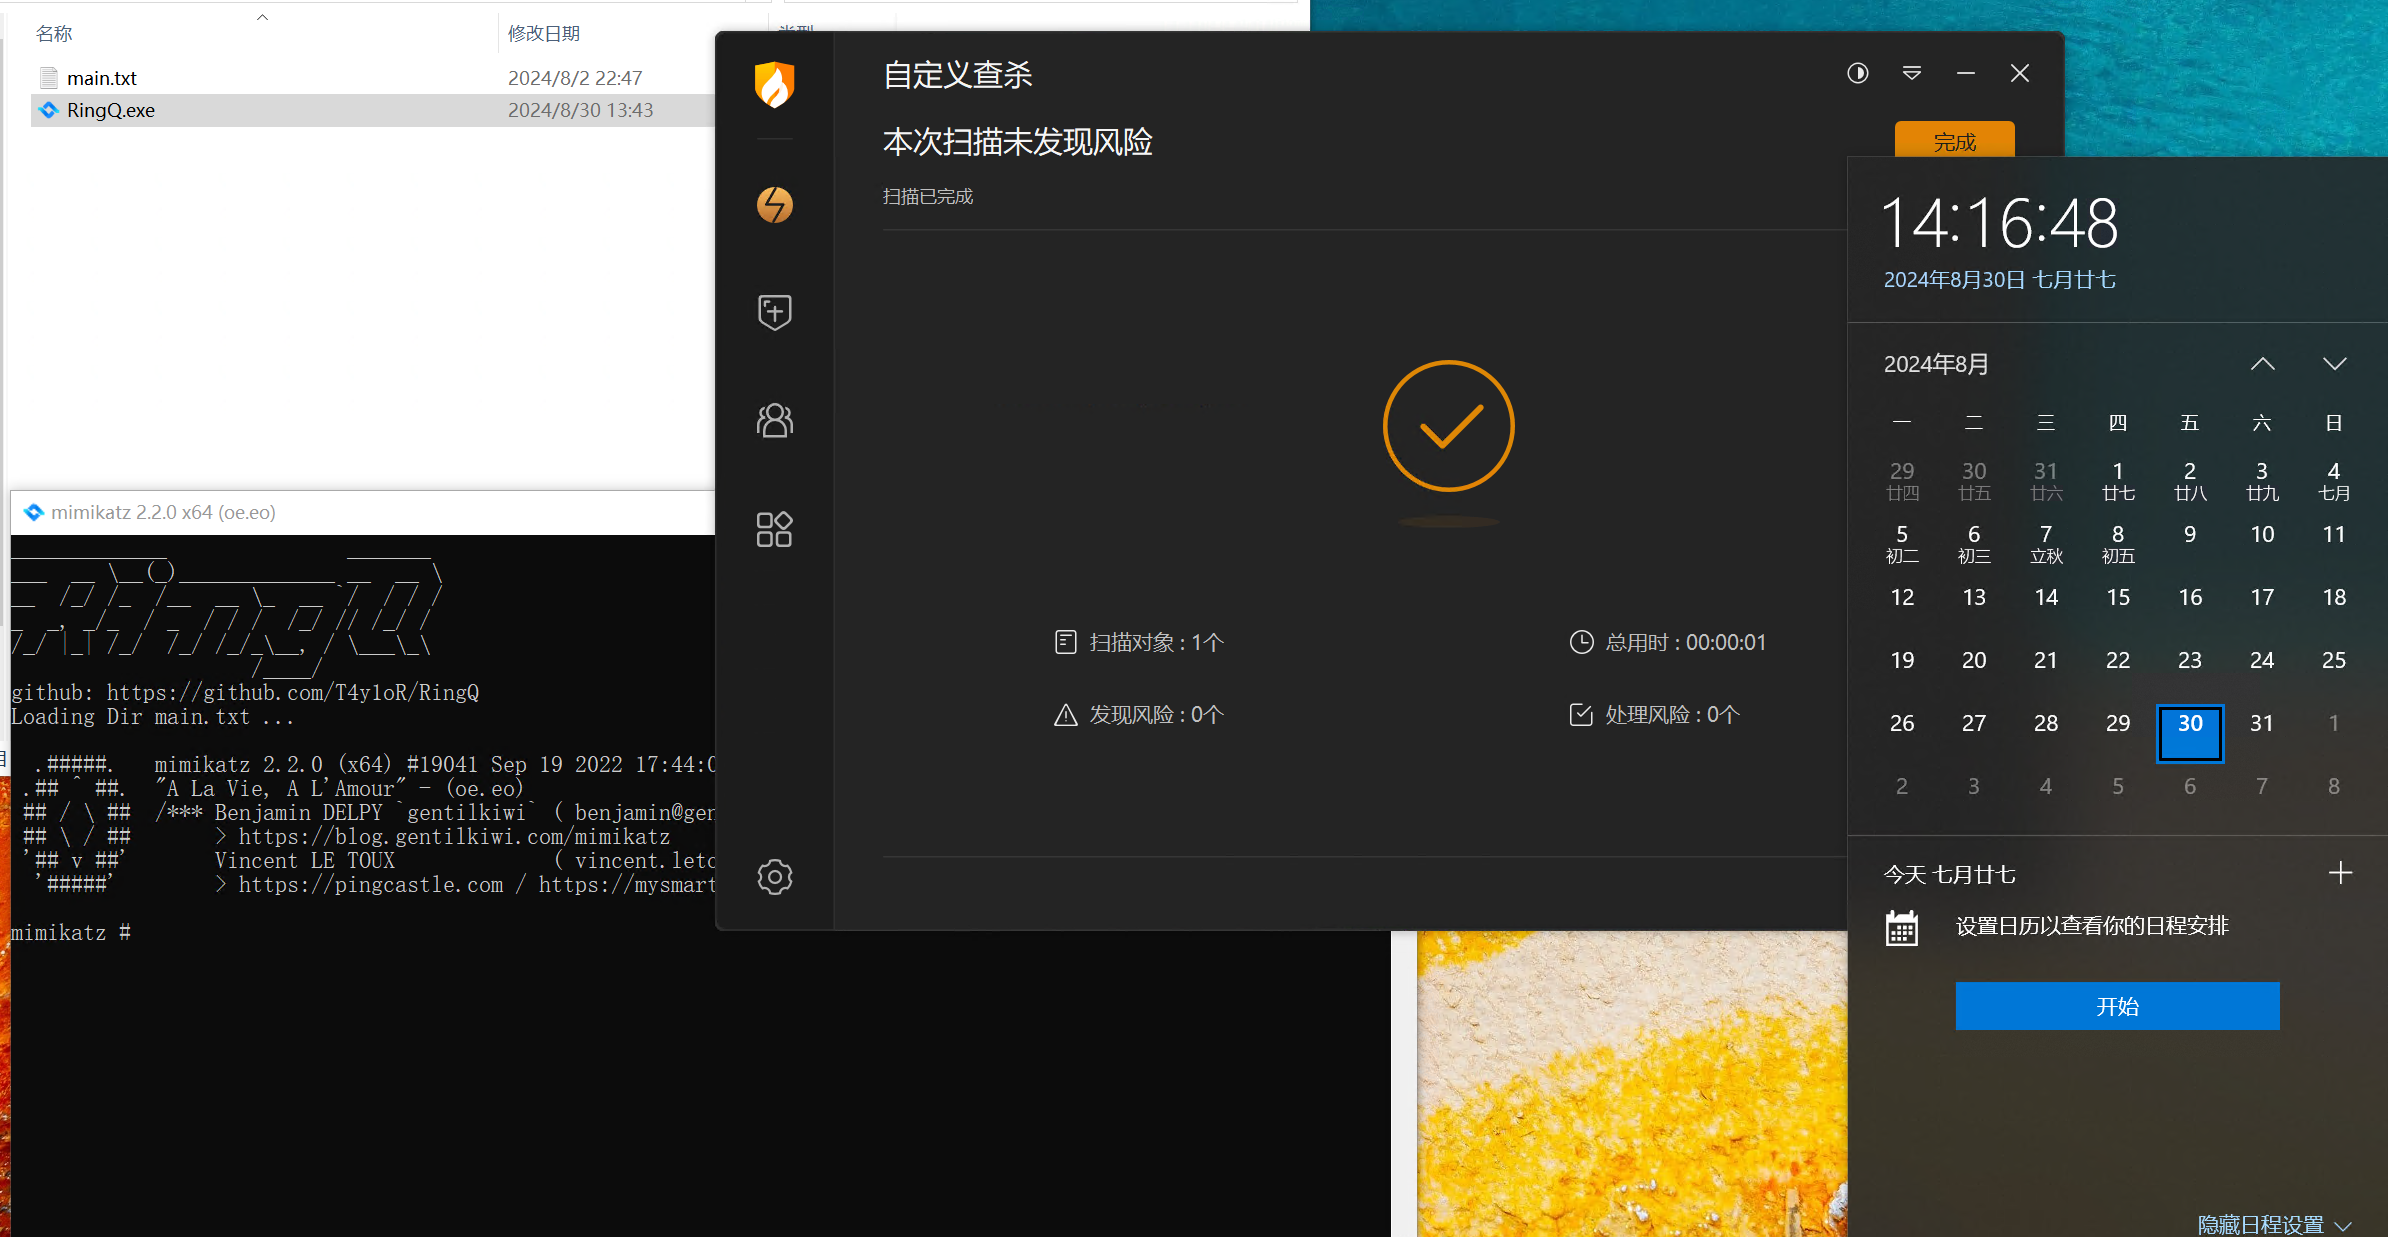 名称
修改日期
类型
main.txt
2024/8/2 22:47
RingQ.exe
2024/8/30 13:43
自定义查杀
本次扫描未发现风险
完成
扫描已完成
扫描对象 : 1个
总用时 : 00:00:01
发现风险 : 0个
处理风险 : 0个
mimikatz 2.2.0 x64 (oe.eo)
RingQ
github: https://github.com/T4y1oR/RingQ
Loading Dir main.txt ...
.#####.   mimikatz 2.2.0 (x64) #19041 Sep 19 2022 17:44:0
.## ^ ##.  "A La Vie, A L'Amour" - (oe.eo)
## / \ ##  /*** Benjamin DELPY `gentilkiwi` ( benjamin@gen
## \ / ##       > https://blog.gentilkiwi.com/mimikatz
'## v ##'       Vincent LE TOUX             ( vincent.letc
'#####'        > https://pingcastle.com / https://mysmart
mimikatz #
14:16:48
2024年8月30日 七月廿七
2024年8月
一 二 三 四 五 六 日
29 30 31 1 2 3 4
廿四 廿五 廿六 廿七 廿八 廿九 七月
5 6 7 8 9 10 11
初二 初三 立秋 初五
12 13 14 15 16 17 18
19 20 21 22 23 24 25
26 27 28 29 30 31 1
2 3 4 5 6 7 8
今天 七月廿七
设置日历以查看你的日程安排
开始
隐藏日程设置